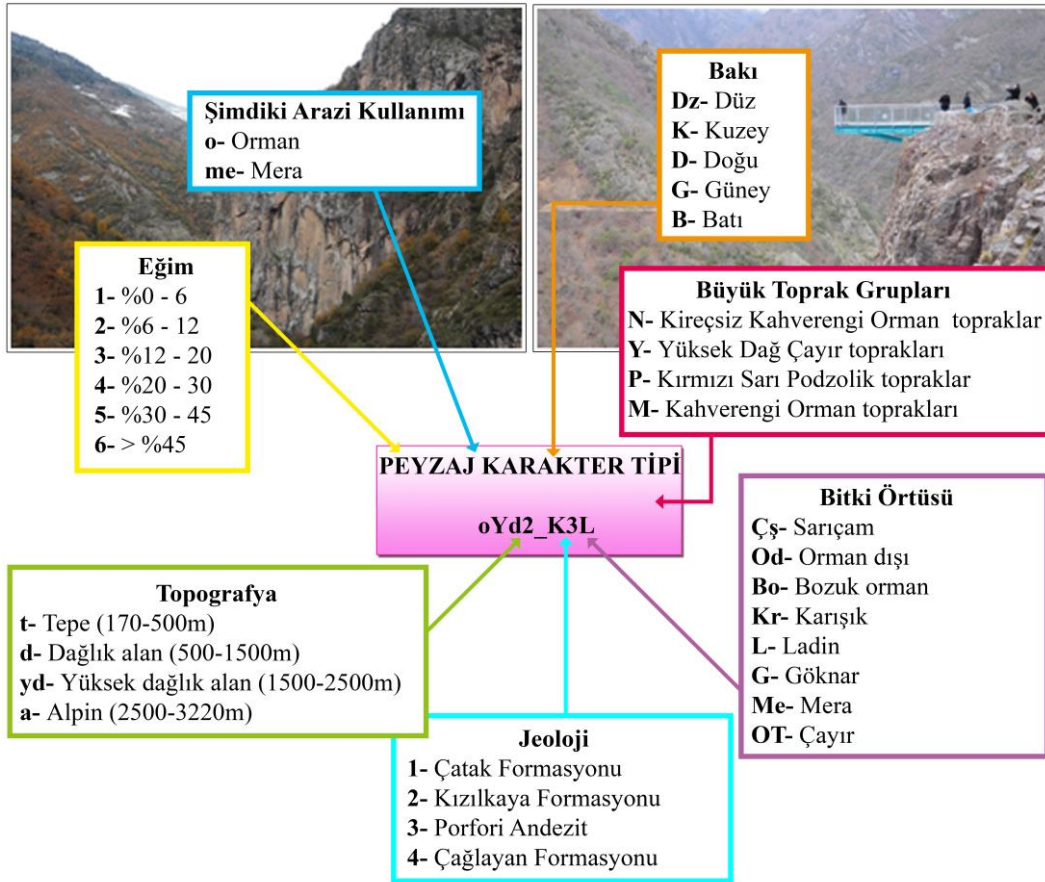 Şimdiki Arazi Kullanımı
o- Orman
me- Mera
Bakı
Dz- Düz
K- Kuzey
D- Doğu
G- Güney
B- Batı
Eğim
1- %0 - 6
2- %6 - 12
3- %12 - 20
4- %20 - 30
5- %30 - 45
6- > %45
Büyük Toprak Grupları
N- Kireçsiz Kahverengi Orman topraklar
Y- Yüksek Dağ Çayır toprakları
P- Kırmızı Sarı Podzolik topraklar
M- Kahverengi Orman toprakları
PEYZAJ KARAKTER TİPİ
oYd2_K3L
Bitki Örtüsü
Çş- Sarıçam
Od- Orman dışı
Bo- Bozuk orman
Kr- Karışık
L- Ladin
G- Göknar
Me- Mera
OT- Çayır
Topografya
t- Tepe (170-500m)
d- Dağlık alan (500-1500m)
yd- Yüksek dağlık alan (1500-2500m)
a- Alpin (2500-3220m)
Jeoloji
1- Çatak Formasyonu
2- Kızılkaya Formasyonu
3- Porfori Andezit
4- Çağlayan Formasyonu